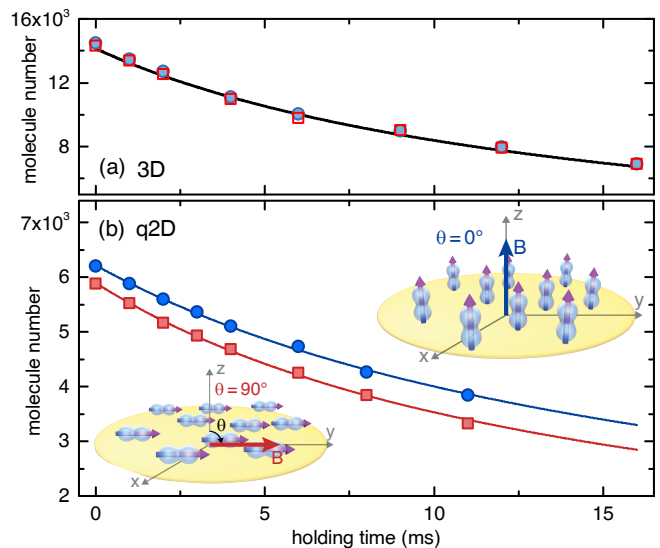 16x10³
molecule number
12
8
(a) 3D
7x10³
(b) q2D
molecule number
6
5
4
3
2
z
θ = 0°
B
y
x
z
θ = 90°
θ
y
B
x
0
5
10
15
holding time (ms)